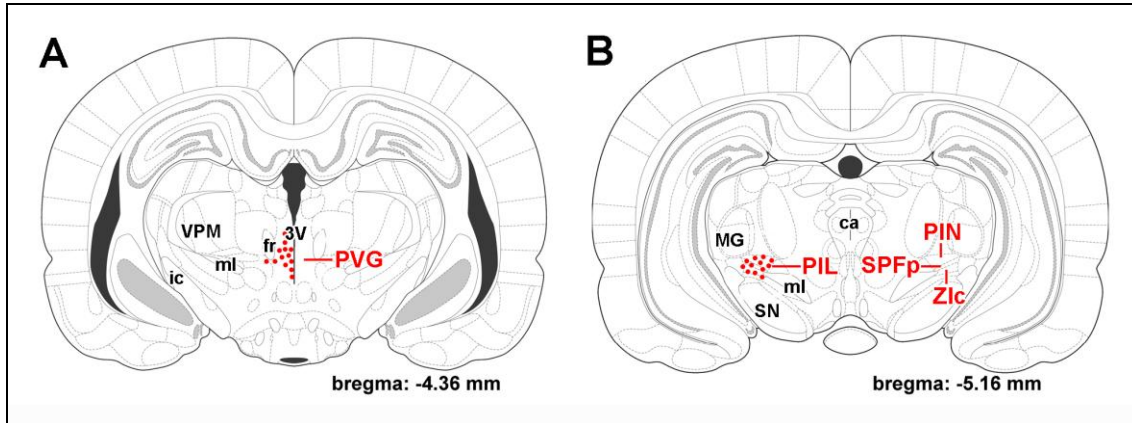 A
3V
VPM
fr
PVG
ml
ic
bregma: -4.36 mm
B
ca
PIN
MG
PIL
SPFp
ml
ZIc
SN
bregma: -5.16 mm